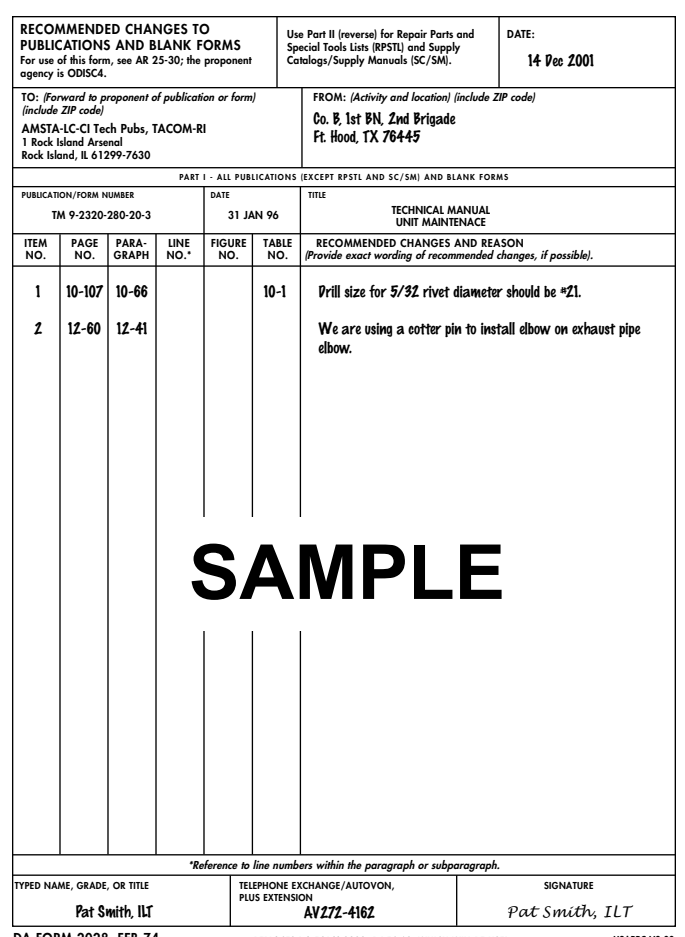 RECOMMENDED CHANGES TO
PUBLICATIONS AND BLANK FORMS
For use of this form, see AR 25-30; the proponent
agency is ODISC4.
Use Part II (reverse) for Repair Parts and
Special Tools Lists (RPSTL) and Supply
Catalogs/Supply Manuals (SC/SM).
DATE:
14 Dec 2001
TO: (Forward to proponent of publication or form)
(include ZIP code)
AMSTA-LC-CI Tech Pubs, TACOM-RI
1 Rock Island Arsenal
Rock Island, IL 61299-7630
FROM: (Activity and location) (include ZIP code)
Co. B, 1st BN, 2nd Brigade
Ft. Hood, TX 76445
PART I - ALL PUBLICATIONS (EXCEPT RPSTL AND SC/SM) AND BLANK FORMS
PUBLICATION/FORM NUMBER
TM 9-2320-280-20-3
DATE
31 JAN 96
TITLE
TECHNICAL MANUAL
UNIT MAINTENACE
ITEM NO.
PAGE NO.
PARA- GRAPH
LINE NO.*
FIGURE NO.
TABLE NO.
RECOMMENDED CHANGES AND REASON
(Provide exact wording of recommended changes, if possible).
1 10-107 10-66 10-1 Drill size for 5/32 rivet diameter should be #21.
2 12-60 12-41 We are using a cotter pin to install elbow on exhaust pipe
elbow.
SAMPLE
*Reference to line numbers within the paragraph or subparagraph.
TYPED NAME, GRADE, OR TITLE
Pat Smith, ILT
TELEPHONE EXCHANGE/AUTOVON,
PLUS EXTENSION
AV272-4162
SIGNATURE
Pat Smith, ILT
DA FORM 2028, FEB 74